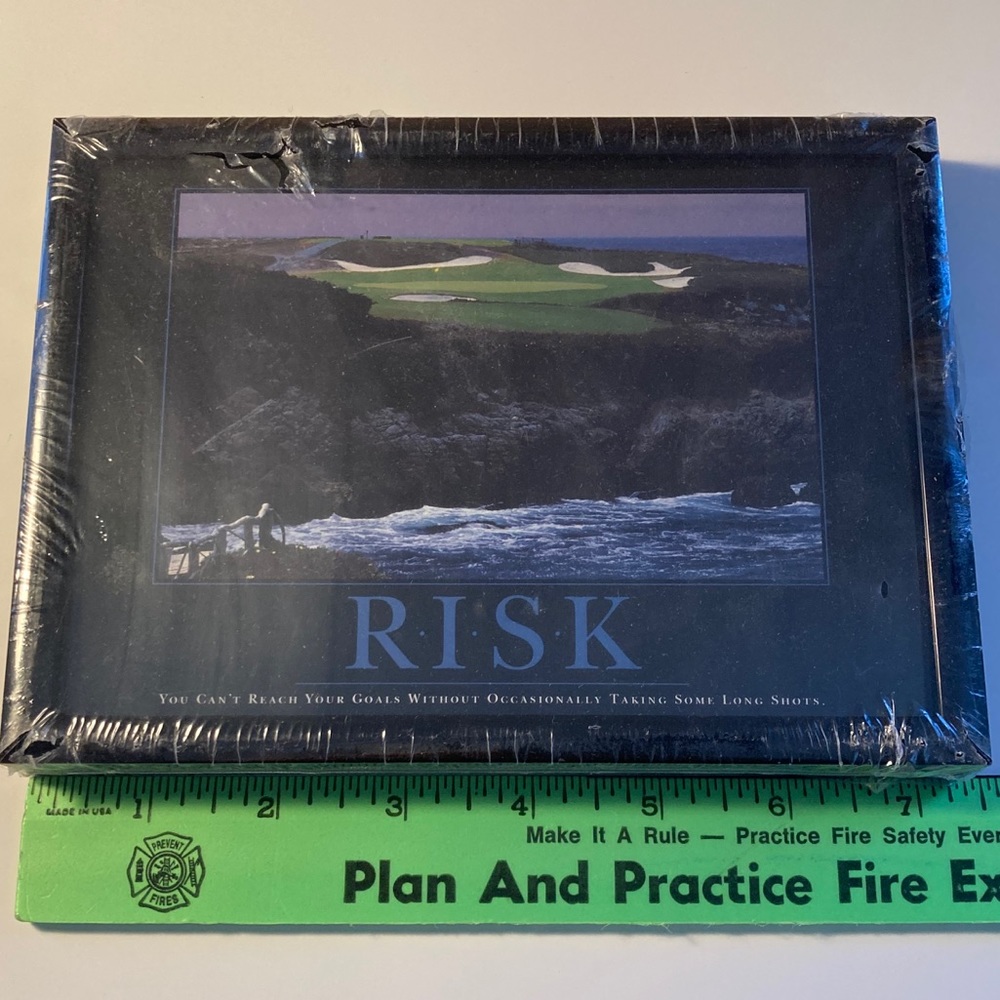 R·I·S·K
You Can't Reach Your Goals Without Occasionally Taking Some Long Shots.
1 2 3 4 5 6 7
MADE IN USA
Make It A Rule — Practice Fire Safety Ever
PREVENT
FIRES
Plan And Practice Fire Ex